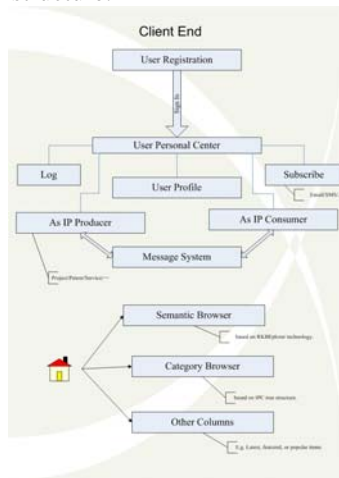 Client End
User Registration
Sign In
User Personal Center
Log
Subscribe
User Profile
Email/SMS/
As IP Producer
As IP Consumer
Message System
Project/Patent/Service/
Semantic Browser
based on technology.
Category Browser
based on IPC tree structure.
Other Columns
E.g. Latest, featured, or popular items